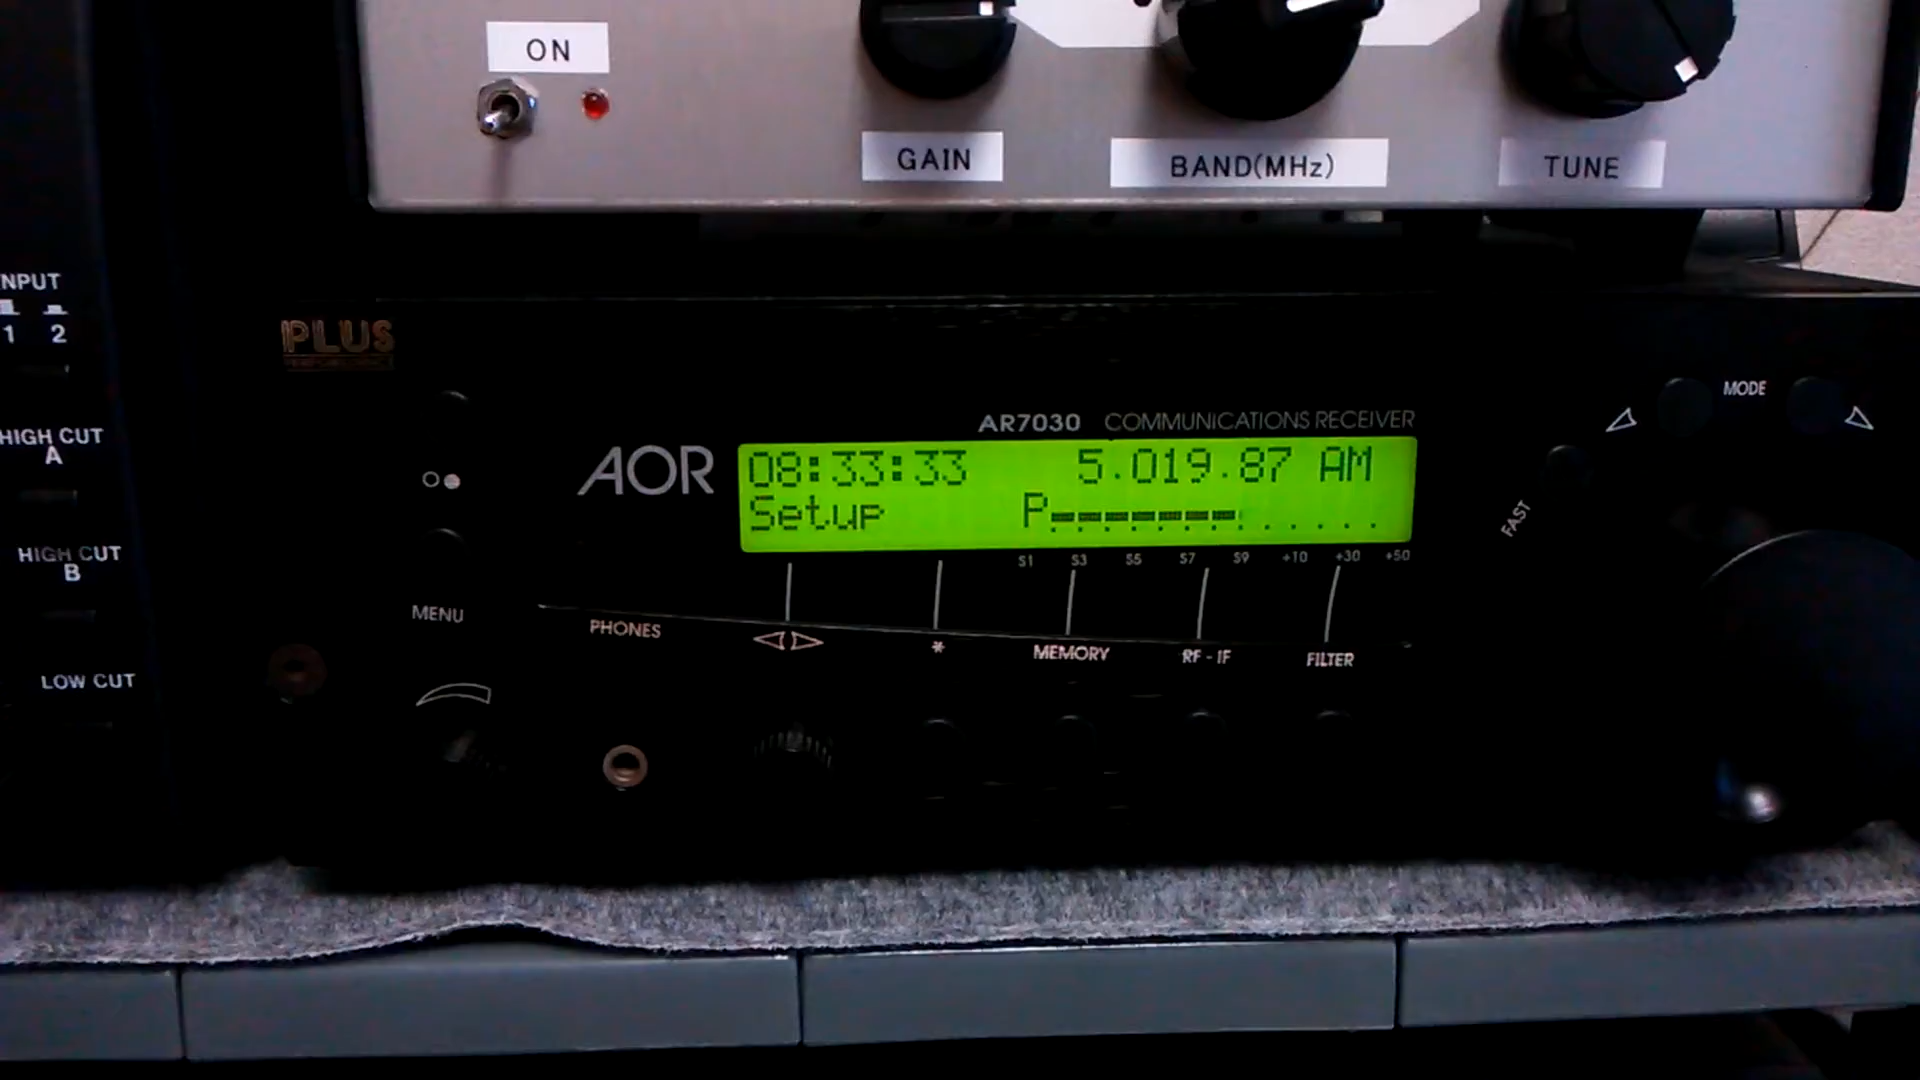 ON
GAIN
BAND(MHz)
TUNE
NPUT
1 2
HIGH CUT
A
HIGH CUT
B
LOW CUT
PLUS
MENU
AOR
AR7030 COMMUNICATIONS RECEIVER
08:33:33 5.019.87 AM
Setup P
S1 S3 S5 S7 S9 +10 +30 +50
PHONES
*
MEMORY
RF - IF
FILTER
MODE
FAST